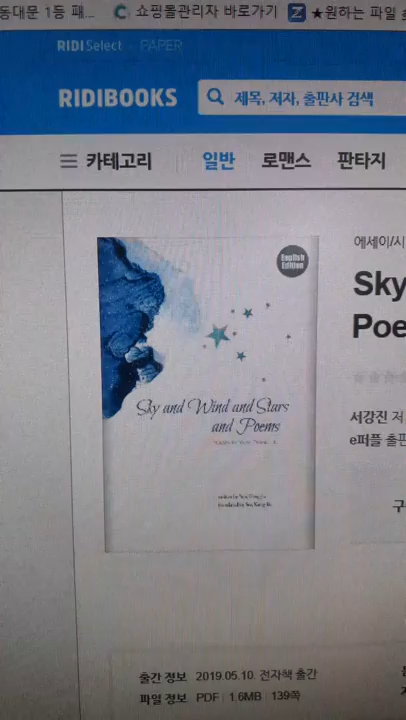 동대문 1등 패...
쇼핑몰관리자 바로가기
★원하는 파일
RIDI Select · PAPER
RIDIBOOKS
제목, 저자, 출판사 검색
카테고리
일반
로맨스
판타지
English
Edition
에세이/시
Sky
Poe
Sky and Wind and Stars
and Poems
서강진 저
e퍼플 출판
구
출간 정보 2019.05.10. 전자책 출간
파일 정보 PDF | 1.6MB | 139쪽